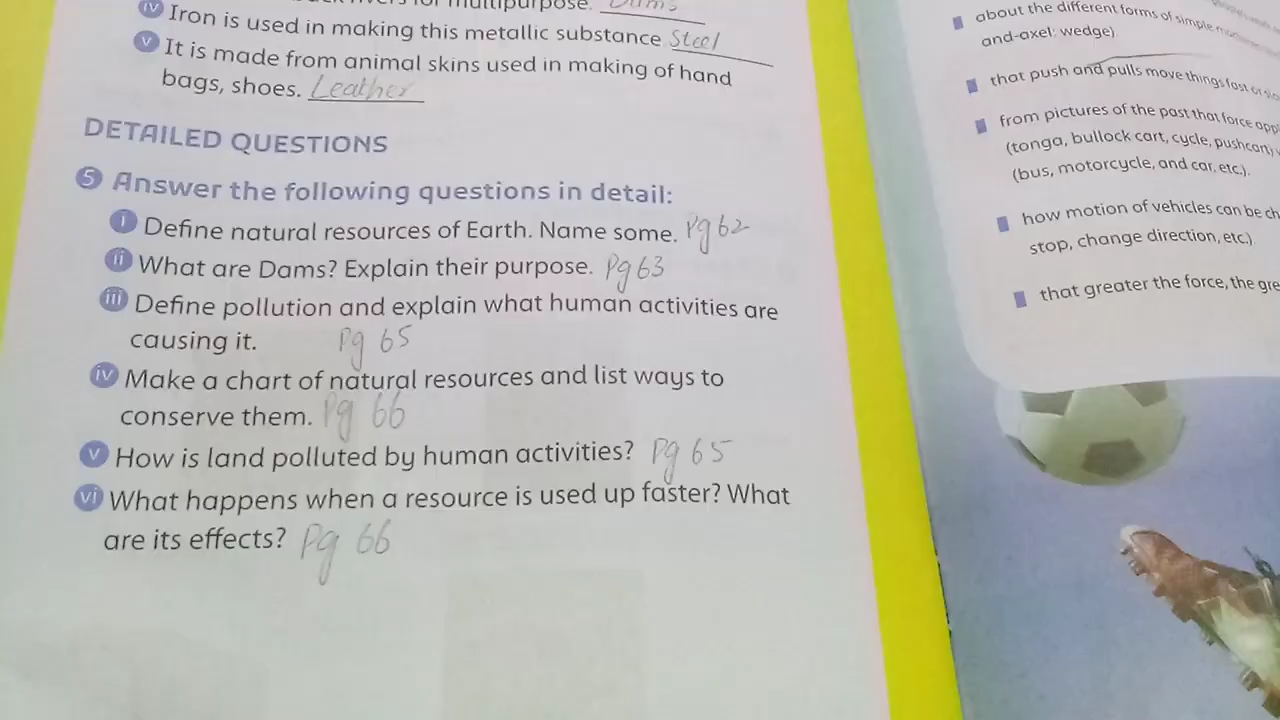 iv
for multipurpose. Dams
Iron is used in making this metallic substance Steel
v It is made from animal skins used in making of hand
bags, shoes. Leather
DETAILED QUESTIONS
5 Answer the following questions in detail:
i Define natural resources of Earth. Name some. Pg 62
ii What are Dams? Explain their purpose. Pg 63
iii Define pollution and explain what human activities are
causing it. Pg 65
iv Make a chart of natural resources and list ways to
conserve them. Pg 66
v How is land polluted by human activities? Pg 65
vi What happens when a resource is used up faster? What
are its effects? Pg 66
about the different forms of simple
and-axel: wedge)
that push and pulls move things fast or
from pictures of the past that force
(tonga, bullock cart, cycle, pushcart)
(bus, motorcycle, and car, etc.).
how motion of vehicles can be
stop, change direction, etc.).
that greater the force, the